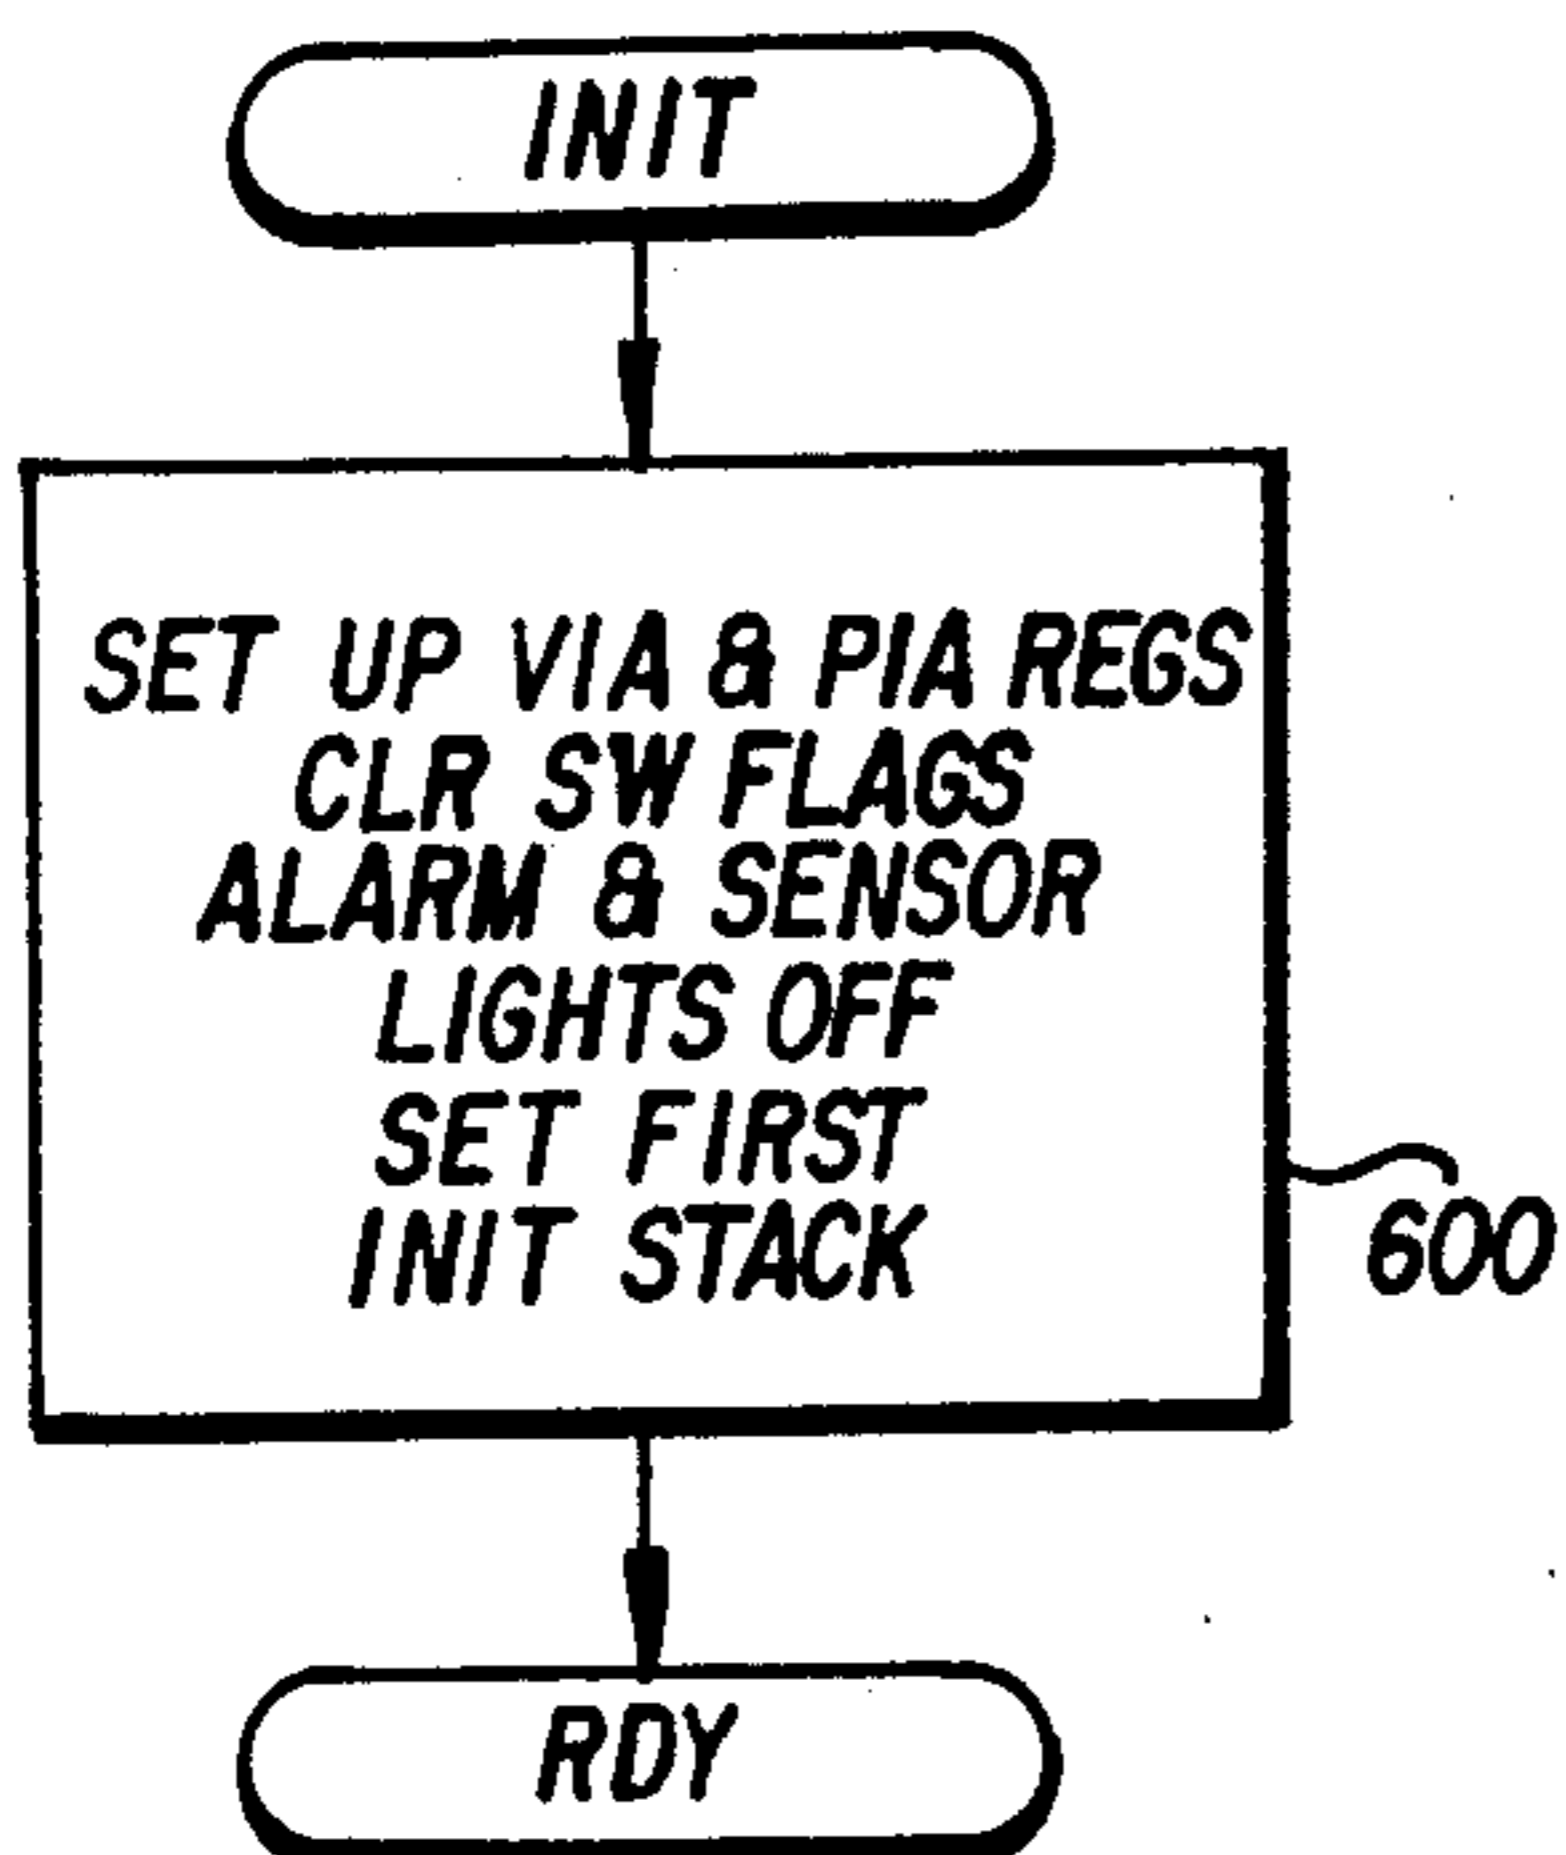 INIT
SET UP VIA & PIA REGS
CLR SW FLAGS
ALARM & SENSOR
LIGHTS OFF
SET FIRST
INIT STACK
600
RDY